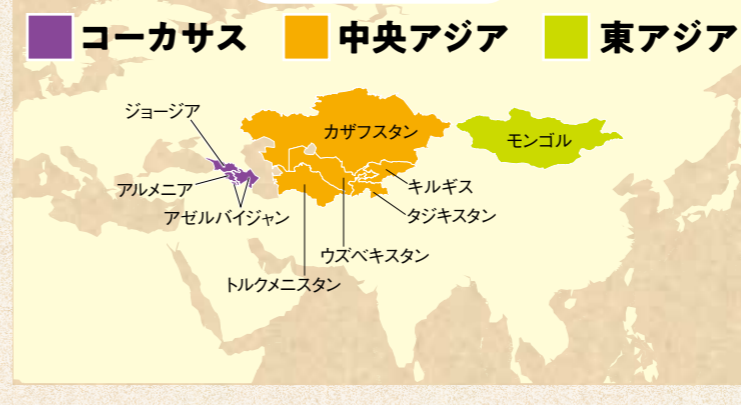 コーカサス
中央アジア
東アジア
ジョージア
カザフスタン
モンゴル
アルメニア
キルギス
アゼルバイジャン
タジキスタン
ウズベキスタン
トルクメニスタン